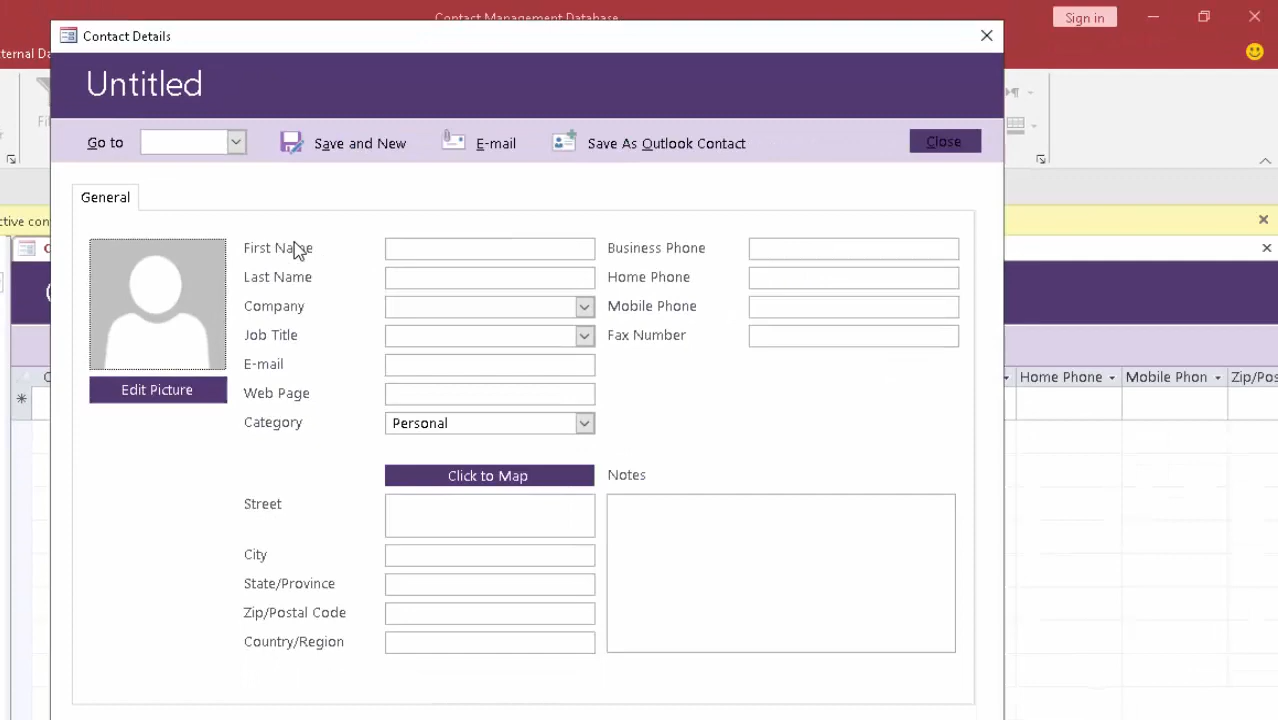 Contact Management Database
Sign in
Contact Details
Untitled
Go to
Save and New
E-mail
Save As Outlook Contact
Close
General
First Name
Business Phone
Last Name
Home Phone
Company
Mobile Phone
Job Title
Fax Number
E-mail
Edit Picture
Web Page
Category
Personal
Click to Map
Notes
Street
City
State/Province
Zip/Postal Code
Country/Region
Home Phone
Mobile Phon
Zip/Pos